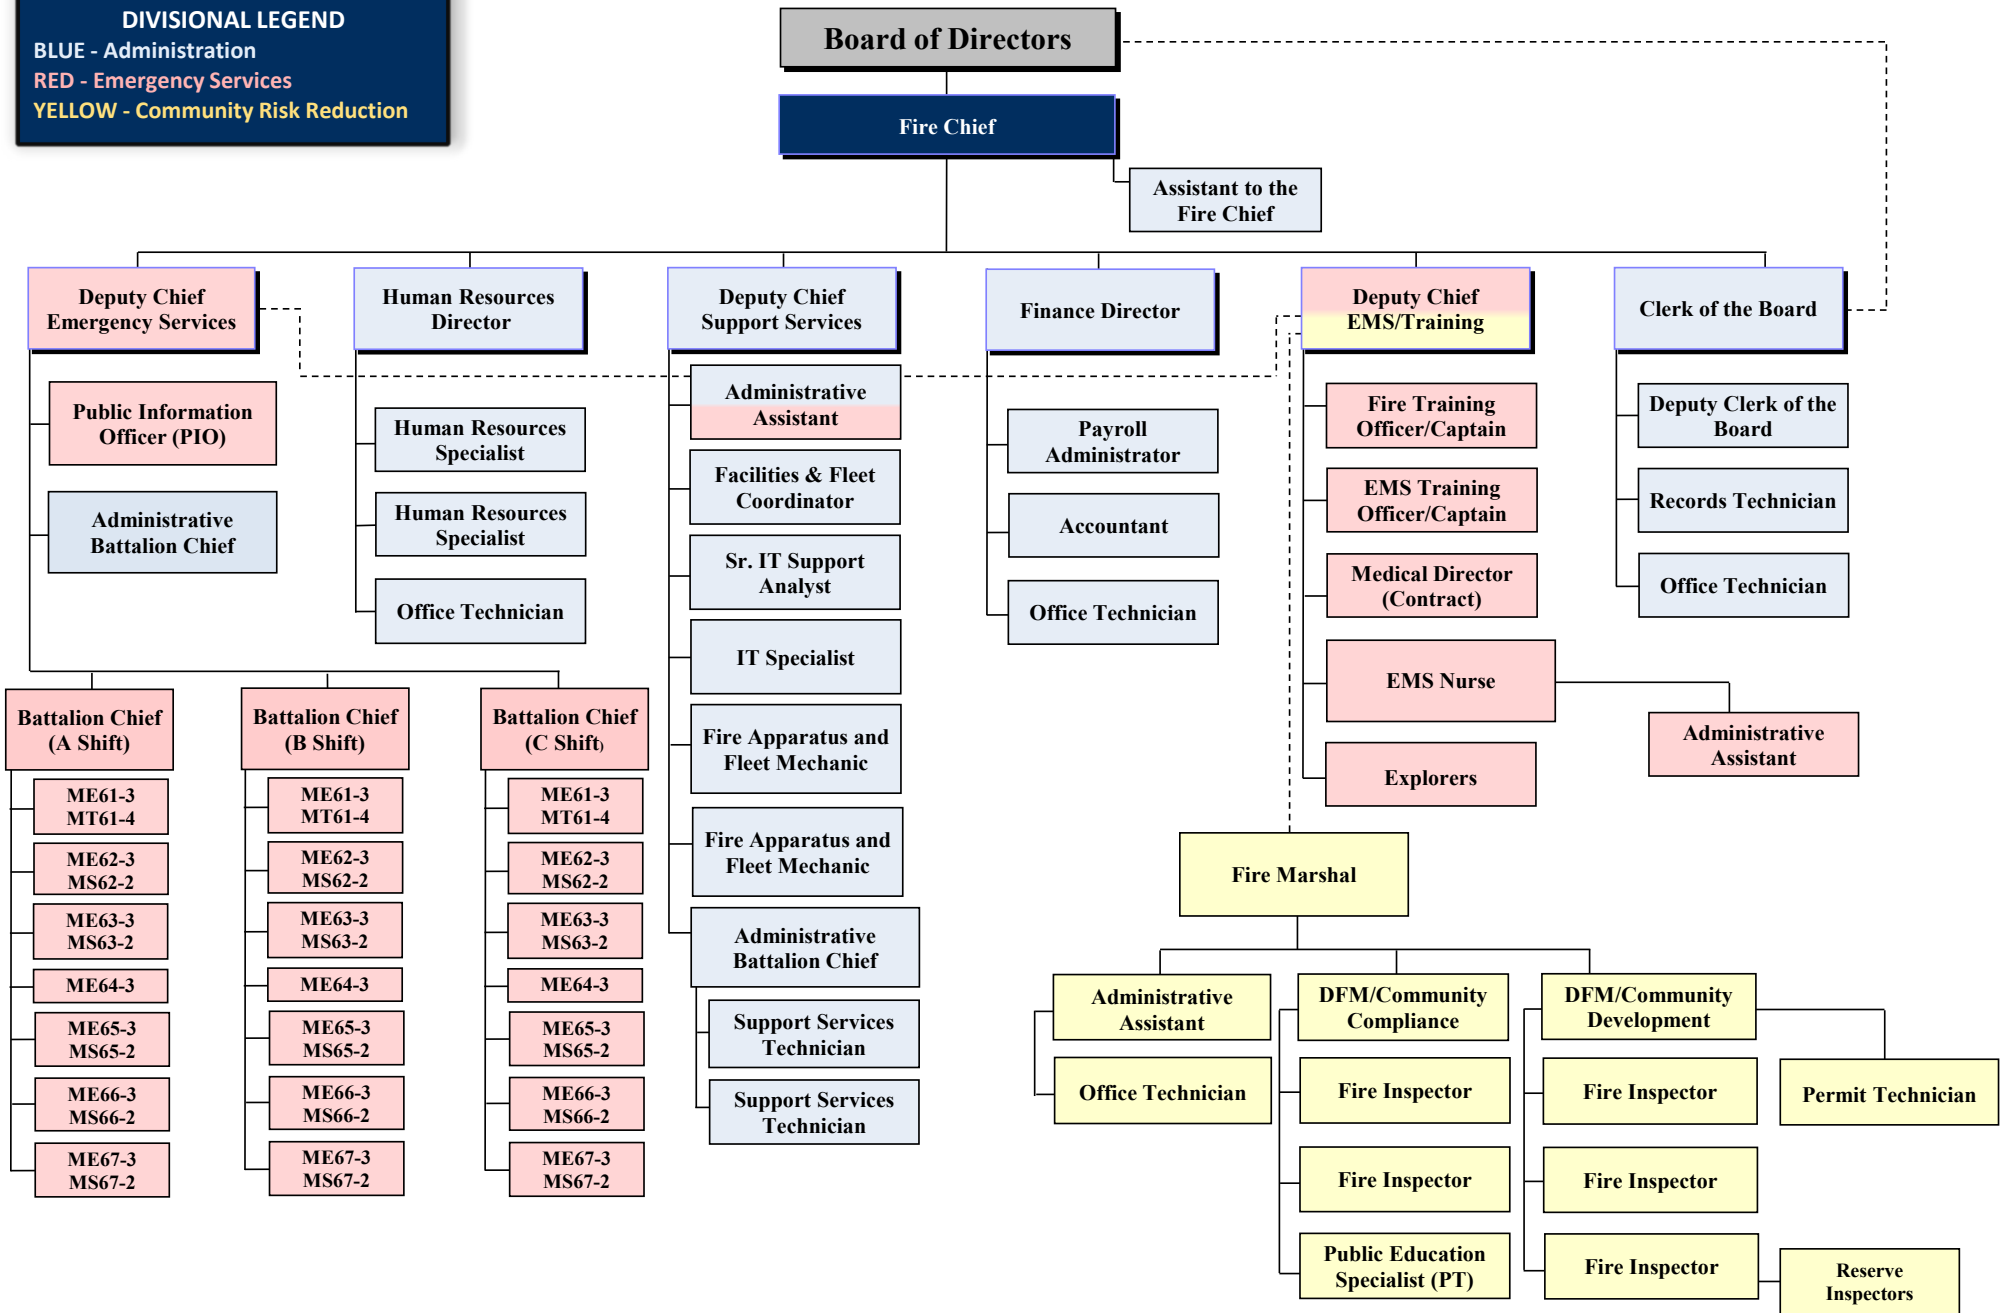 DIVISIONAL LEGEND
BLUE - Administration
RED - Emergency Services
YELLOW - Community Risk Reduction
Board of Directors
Fire Chief
Assistant to the
Fire Chief
Deputy Chief
Emergency Services
Human Resources
Director
Deputy Chief
Support Services
Finance Director
Deputy Chief
EMS/Training
Clerk of the Board
Public Information
Officer (PIO)
Administrative
Battalion Chief
Human Resources
Specialist
Human Resources
Specialist
Office Technician
Administrative
Assistant
Facilities & Fleet
Coordinator
Sr. IT Support
Analyst
IT Specialist
Fire Apparatus and
Fleet Mechanic
Fire Apparatus and
Fleet Mechanic
Administrative
Battalion Chief
Support Services
Technician
Support Services
Technician
Payroll
Administrator
Accountant
Office Technician
Fire Training
Officer/Captain
EMS Training
Officer/Captain
Medical Director
(Contract)
EMS Nurse
Administrative
Assistant
Explorers
Deputy Clerk of the
Board
Records Technician
Office Technician
Battalion Chief
(A Shift)
ME61-3
MT61-4
ME62-3
MS62-2
ME63-3
MS63-2
ME64-3
ME65-3
MS65-2
ME66-3
MS66-2
ME67-3
MS67-2
Battalion Chief
(B Shift)
ME61-3
MT61-4
ME62-3
MS62-2
ME63-3
MS63-2
ME64-3
ME65-3
MS65-2
ME66-3
MS66-2
ME67-3
MS67-2
Battalion Chief
(C Shift)
ME61-3
MT61-4
ME62-3
MS62-2
ME63-3
MS63-2
ME64-3
ME65-3
MS65-2
ME66-3
MS66-2
ME67-3
MS67-2
Fire Marshal
Administrative
Assistant
Office Technician
DFM/Community
Compliance
Fire Inspector
Fire Inspector
Public Education
Specialist (PT)
DFM/Community
Development
Fire Inspector
Fire Inspector
Fire Inspector
Permit Technician
Reserve
Inspectors